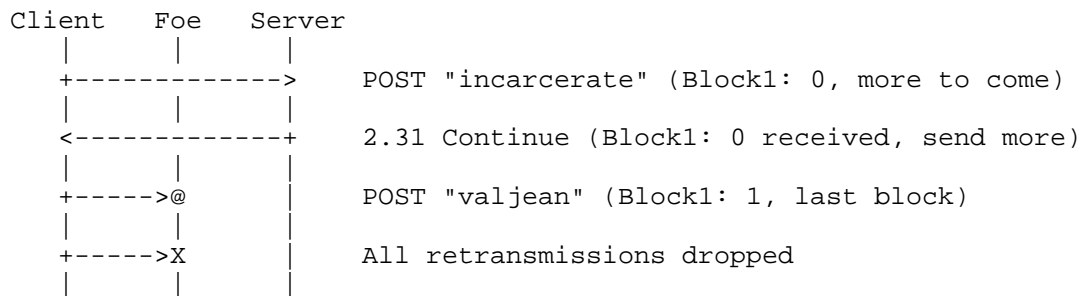 Client Foe Server
| | |
+-------------> POST "incarcerate" (Block1: 0, more to come)
| | |
<-------------+ 2.31 Continue (Block1: 0 received, send more)
| | |
+----->@ | POST "valjean" (Block1: 1, last block)
| | |
+----->X | All retransmissions dropped
| | |